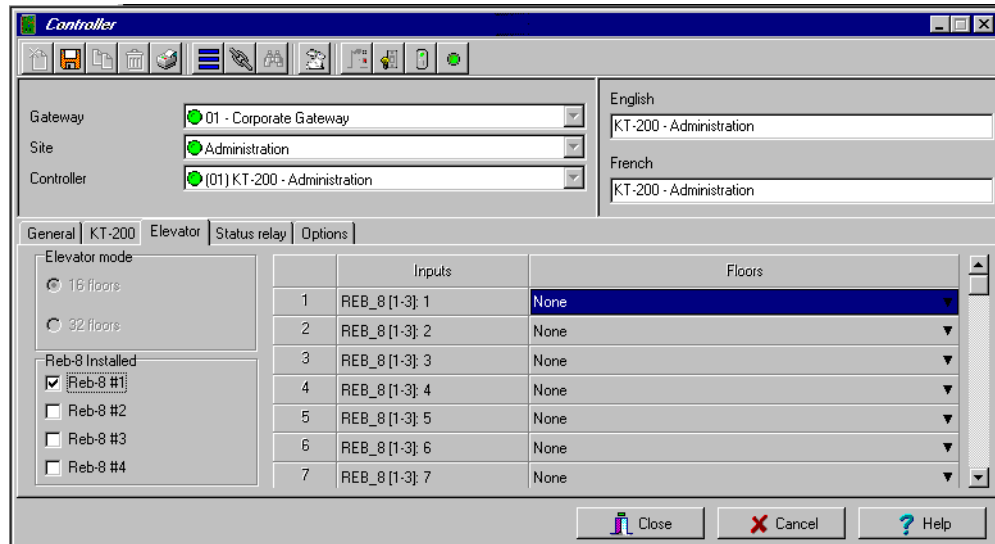 Controller
Gateway
01 - Corporate Gateway
Site
Administration
Controller
(01) KT-200 - Administration
English
KT-200 - Administration
French
KT-200 - Administration
General KT-200 Elevator Status relay Options
Elevator mode
16 floors
32 floors
Reb-8 Installed
Reb-8 #1
Reb-8 #2
Reb-8 #3
Reb-8 #4
Inputs Floors
1 REB_8 [1-3]: 1 None
2 REB_8 [1-3]: 2 None
3 REB_8 [1-3]: 3 None
4 REB_8 [1-3]: 4 None
5 REB_8 [1-3]: 5 None
6 REB_8 [1-3]: 6 None
7 REB_8 [1-3]: 7 None
Close Cancel Help